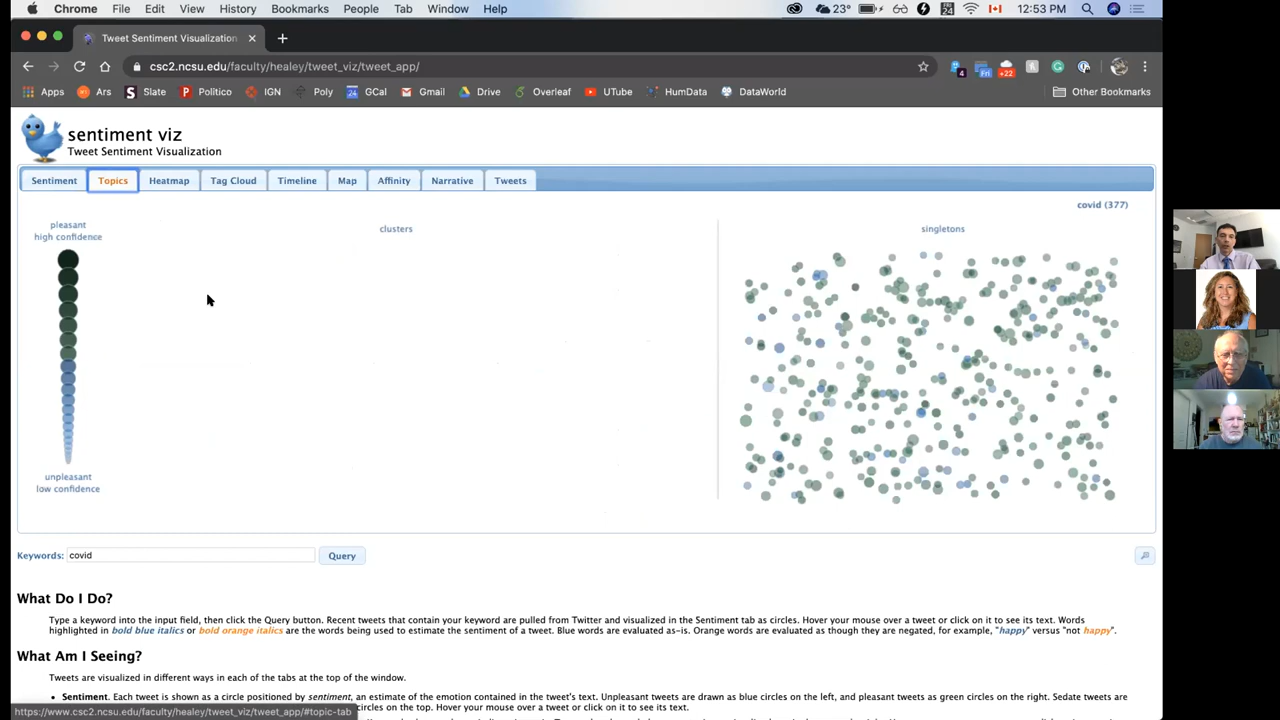 Chrome File Edit View History Bookmarks People Tab Window Help 23° FRI 24 12:53 PM
Tweet Sentiment Visualization
csc2.ncsu.edu/faculty/healey/tweet_viz/tweet_app/ 4 Fri +22
Apps Ars Slate Politico IGN Poly GCal Gmail Drive Overleaf UTube HumData DataWorld Other Bookmarks
sentiment viz
Tweet Sentiment Visualization
Sentiment Topics Heatmap Tag Cloud Timeline Map Affinity Narrative Tweets
covid (377)
pleasant
high confidence
clusters
singletons
unpleasant
low confidence
Keywords: covid Query
What Do I Do?
Type a keyword into the input field, then click the Query button. Recent tweets that contain your keyword are pulled from Twitter and visualized in the Sentiment tab as circles. Hover your mouse over a tweet or click on it to see its text. Words
highlighted in bold blue italics or bold orange italics are the words being used to estimate the sentiment of a tweet. Blue words are evaluated as-is. Orange words are evaluated as though they are negated, for example, "happy" versus "not happy".
What Am I Seeing?
Tweets are visualized in different ways in each of the tabs at the top of the window.
• Sentiment. Each tweet is shown as a circle positioned by sentiment, an estimate of the emotion contained in the tweet's text. Unpleasant tweets are drawn as blue circles on the left, and pleasant tweets as green circles on the right. Sedate tweets are
circles on the top. Hover your mouse over a tweet or click on it to see its text.
https://www.csc2.ncsu.edu/faculty/healey/tweet_viz/tweet_app/#topic-tab